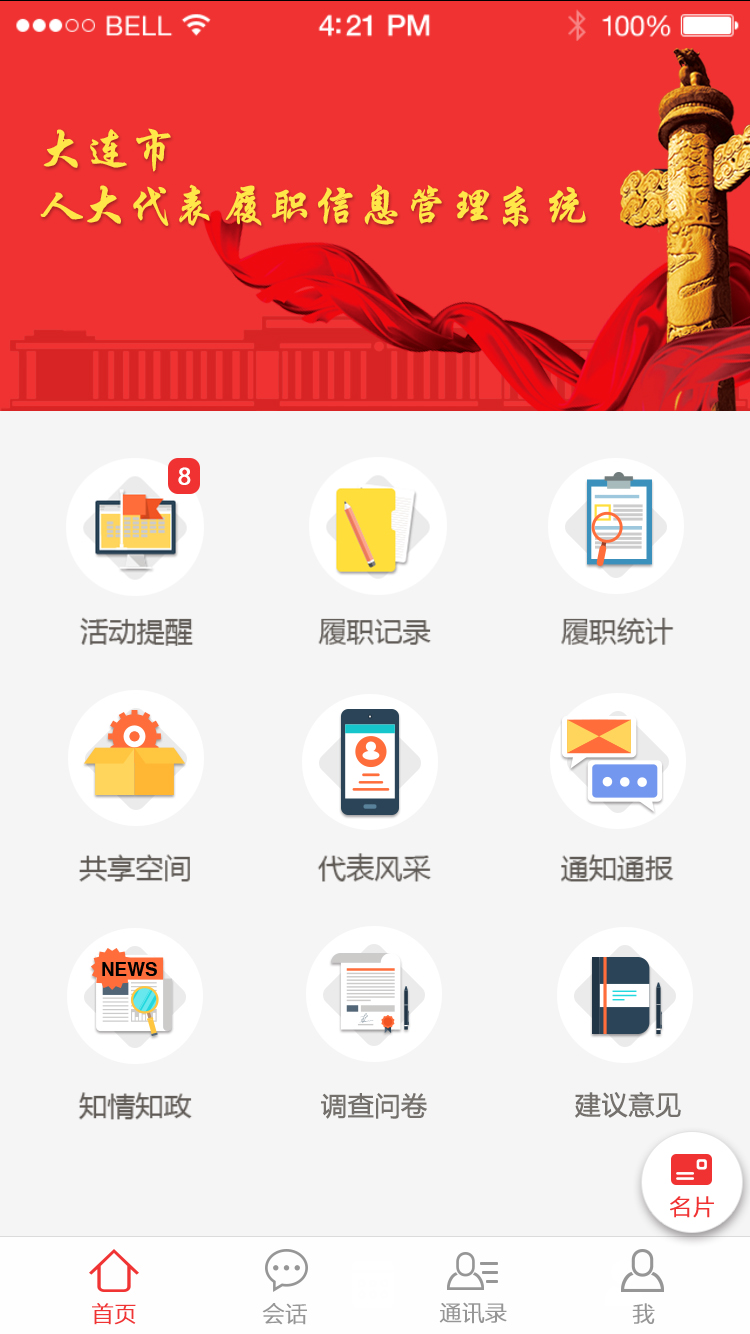 BELL 4:21 PM 100%
大连市
人大代表履职信息管理系统
8
活动提醒 履职记录 履职统计
共享空间 代表风采 通知通报
NEWS
知情知政 调查问卷 建议意见
名片
首页 会话 通讯录 我